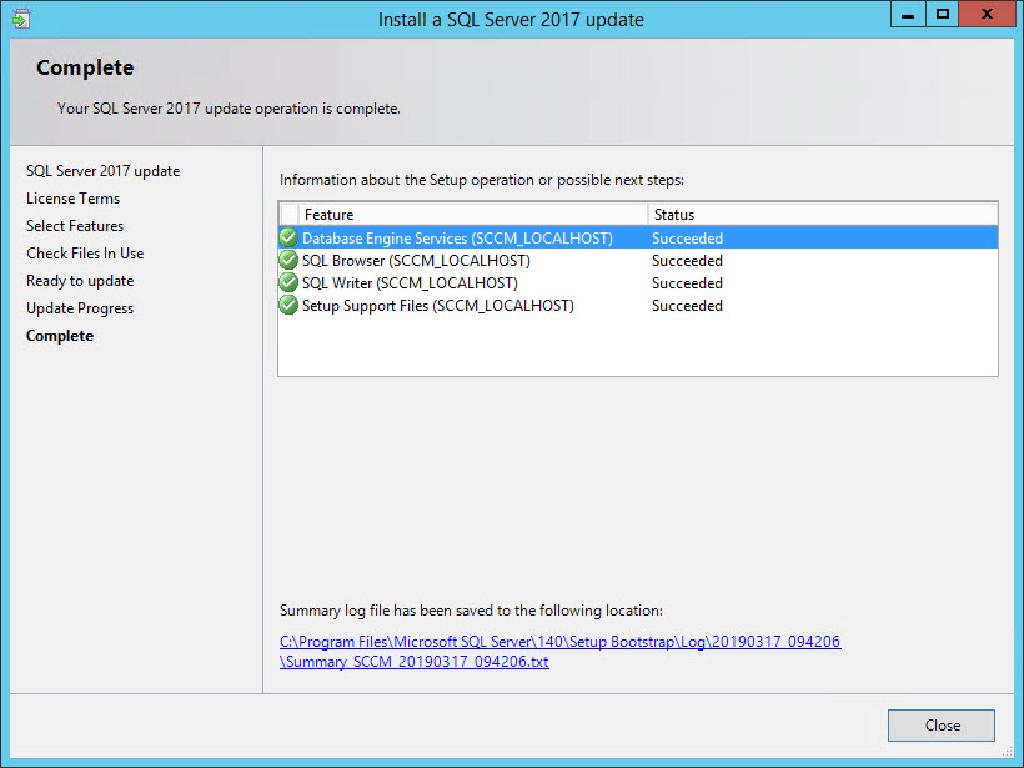 Install a SQL Server 2017 update
Complete
Your SQL Server 2017 update operation is complete.
SQL Server 2017 update
License Terms
Select Features
Check Files In Use
Ready to update
Update Progress
Complete
Information about the Setup operation or possible next steps:
Feature Status
Database Engine Services (SCCM_LOCALHOST) Succeeded
SQL Browser (SCCM_LOCALHOST) Succeeded
SQL Writer (SCCM_LOCALHOST) Succeeded
Setup Support Files (SCCM_LOCALHOST) Succeeded
Summary log file has been saved to the following location:
C:\Program Files\Microsoft SQL Server\140\Setup Bootstrap\Log\20190317_094206
\Summary_SCCM_20190317_094206.txt
Close